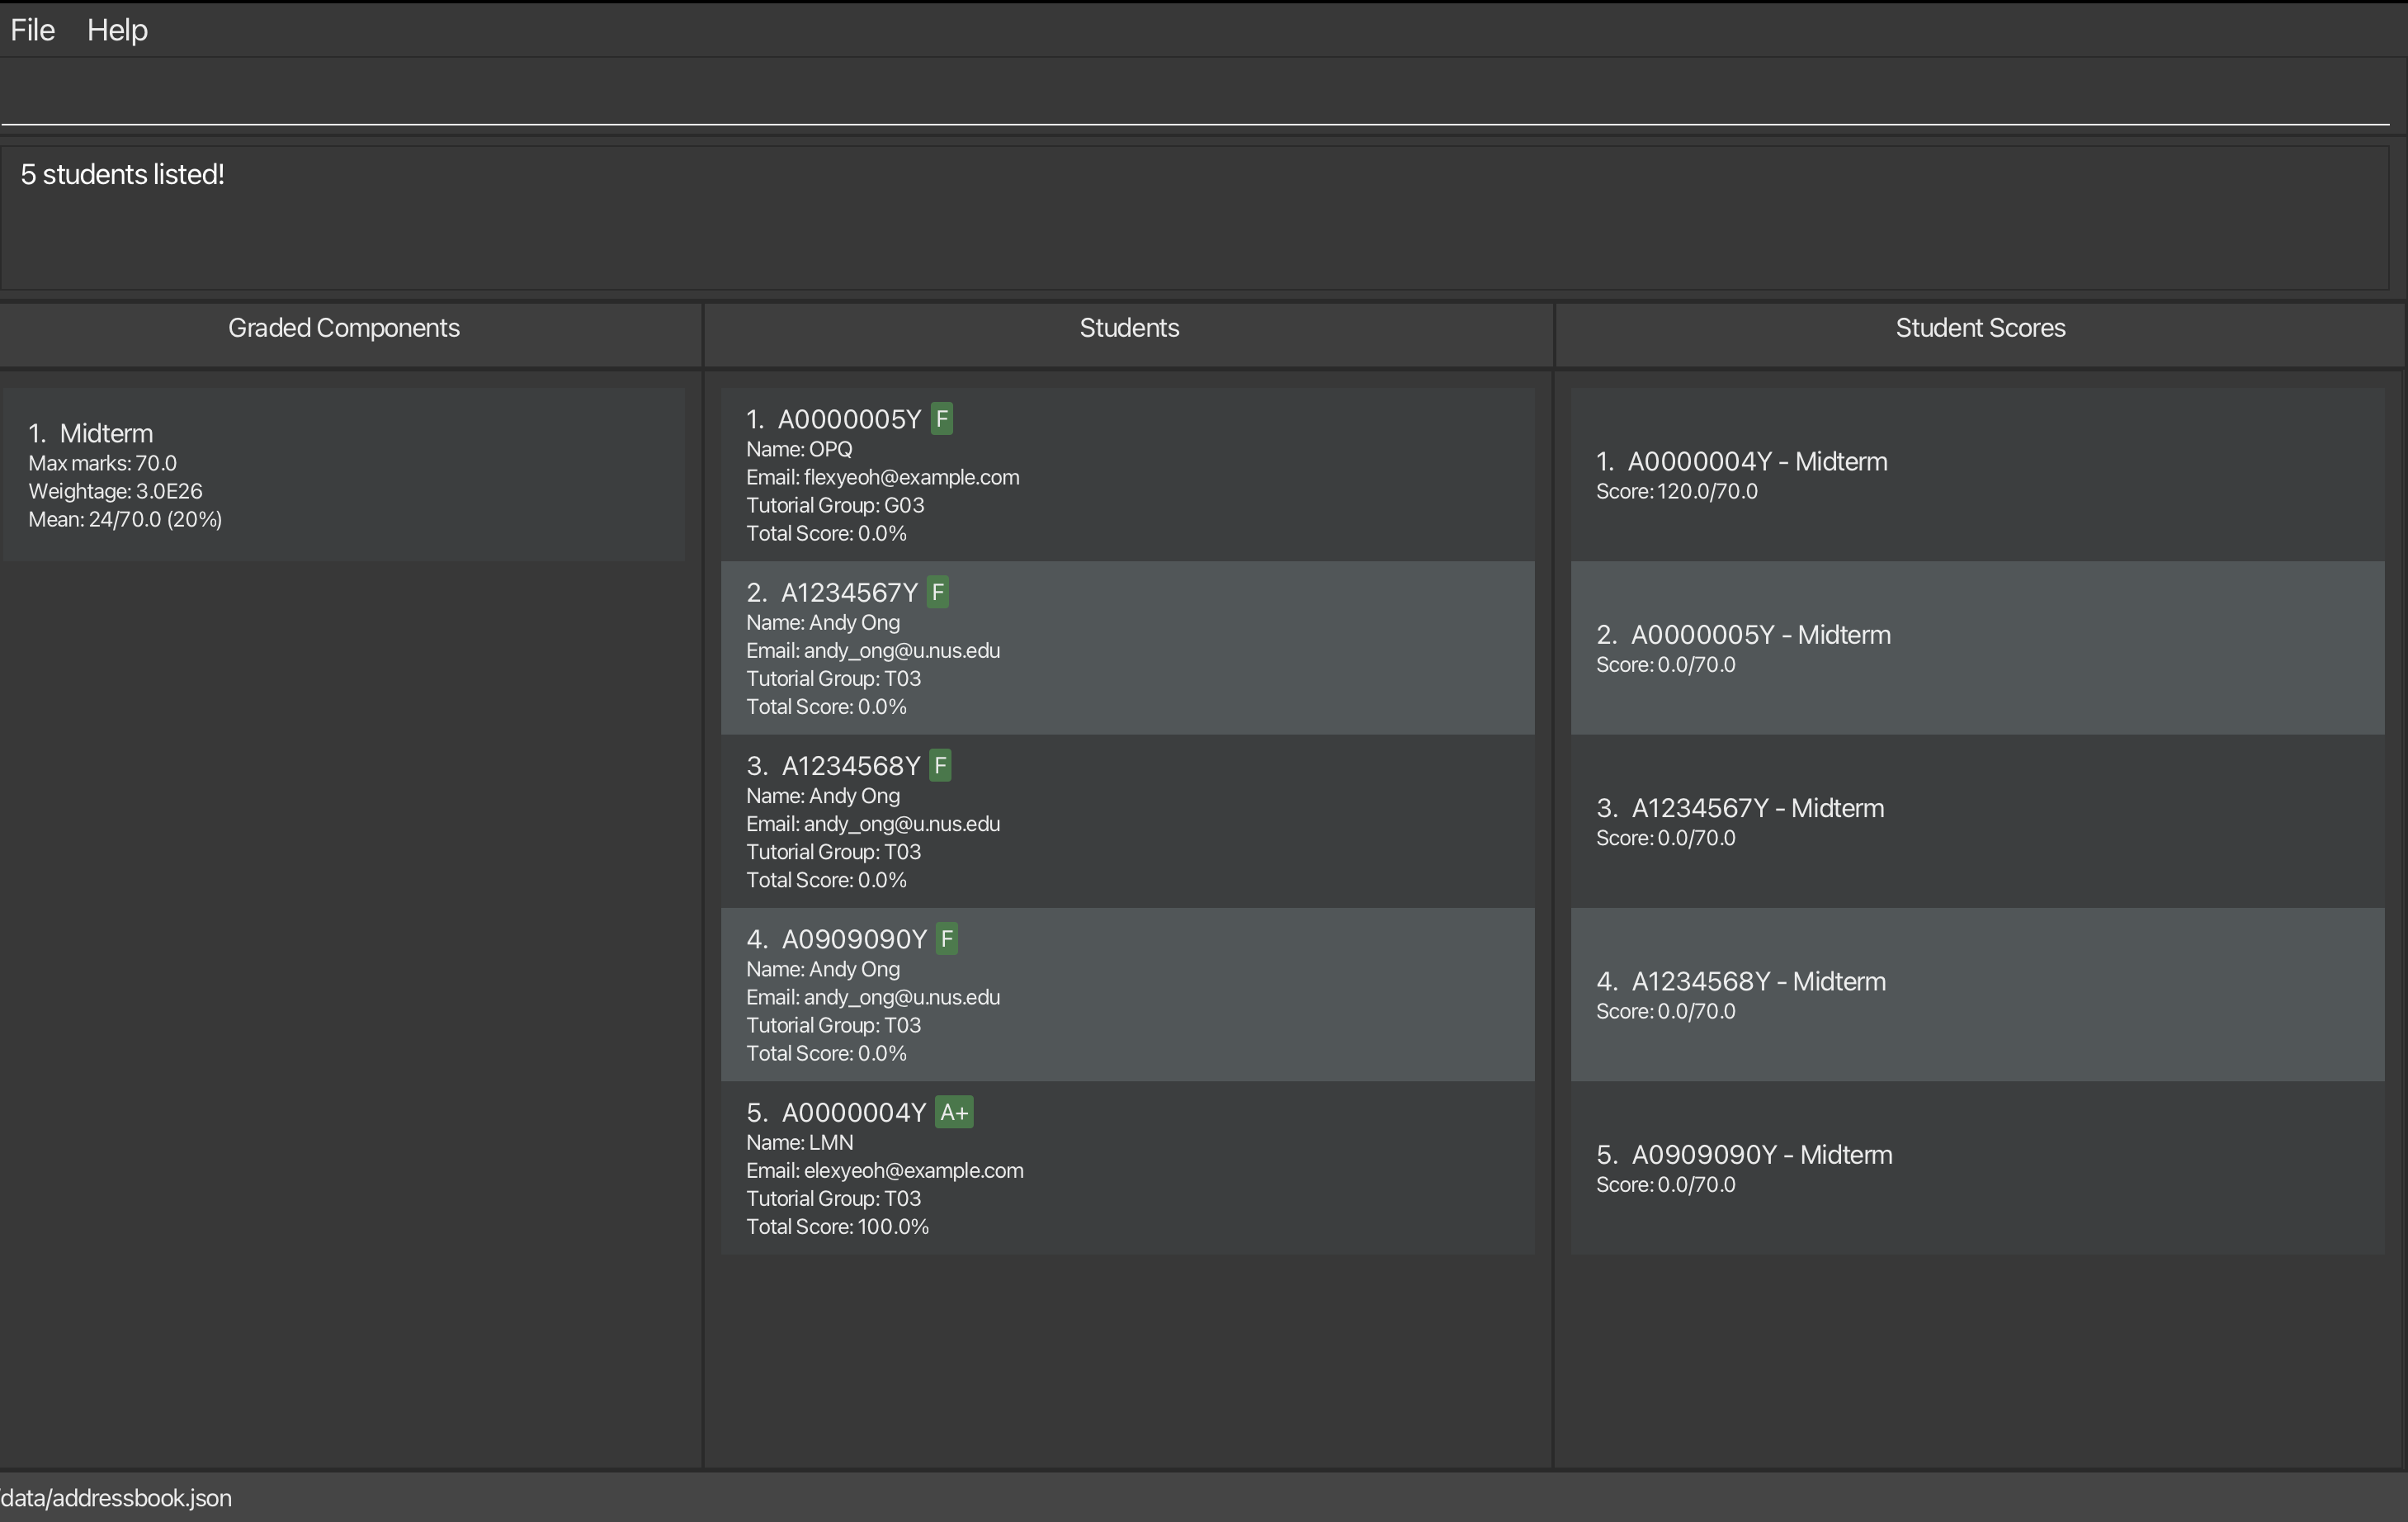 File Help
5 students listed!
Graded Components
1. Midterm
Max marks: 70.0
Weightage: 3.0E26
Mean: 24/70.0 (20%)
Students
1. A0000005Y F
Name: OPQ
Email: flexyeoh@example.com
Tutorial Group: G03
Total Score: 0.0%
2. A1234567Y F
Name: Andy Ong
Email: andy_ong@u.nus.edu
Tutorial Group: T03
Total Score: 0.0%
3. A1234568Y F
Name: Andy Ong
Email: andy_ong@u.nus.edu
Tutorial Group: T03
Total Score: 0.0%
4. A0909090Y F
Name: Andy Ong
Email: andy_ong@u.nus.edu
Tutorial Group: T03
Total Score: 0.0%
5. A0000004Y A+
Name: LMN
Email: elexyeoh@example.com
Tutorial Group: T03
Total Score: 100.0%
Student Scores
1. A0000004Y - Midterm
Score: 120.0/70.0
2. A0000005Y - Midterm
Score: 0.0/70.0
3. A1234567Y - Midterm
Score: 0.0/70.0
4. A1234568Y - Midterm
Score: 0.0/70.0
5. A0909090Y - Midterm
Score: 0.0/70.0
/data/addressbook.json